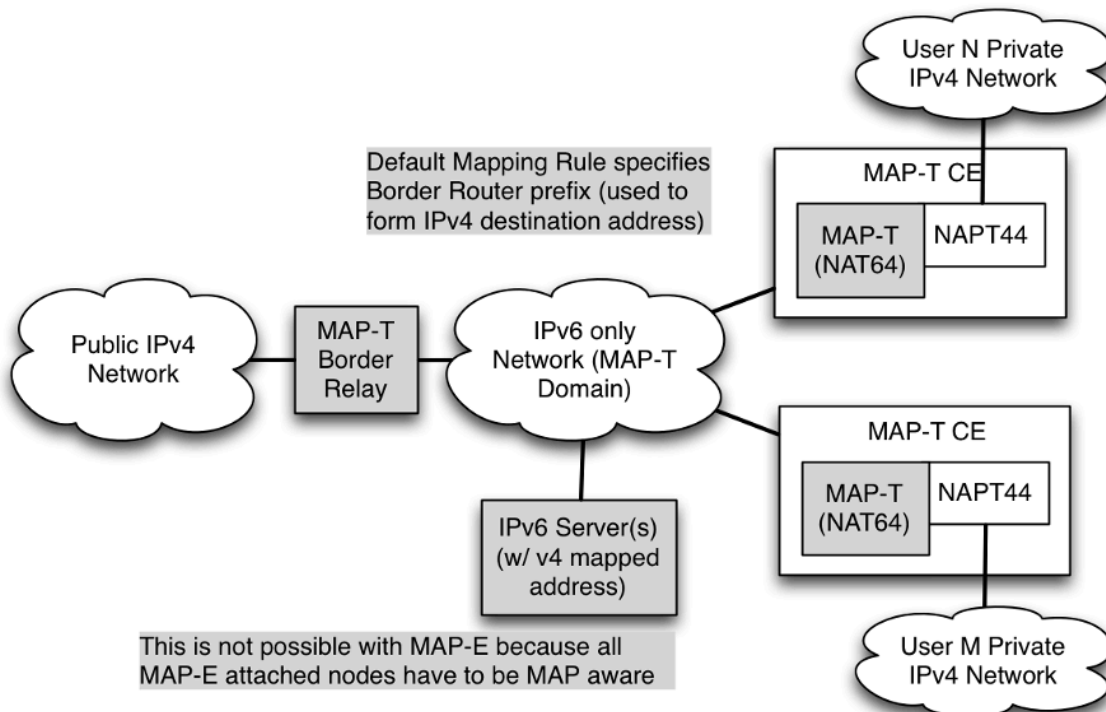 User N Private
IPv4 Network
Default Mapping Rule specifies
Border Router prefix (used to
form IPv4 destination address)
MAP-T CE
MAP-T
(NAT64)
NAPT44
Public IPv4
Network
MAP-T
Border
Relay
IPv6 only
Network (MAP-T
Domain)
MAP-T CE
MAP-T
(NAT64)
NAPT44
IPv6 Server(s)
(w/ v4 mapped
address)
This is not possible with MAP-E because all
MAP-E attached nodes have to be MAP aware
User M Private
IPv4 Network